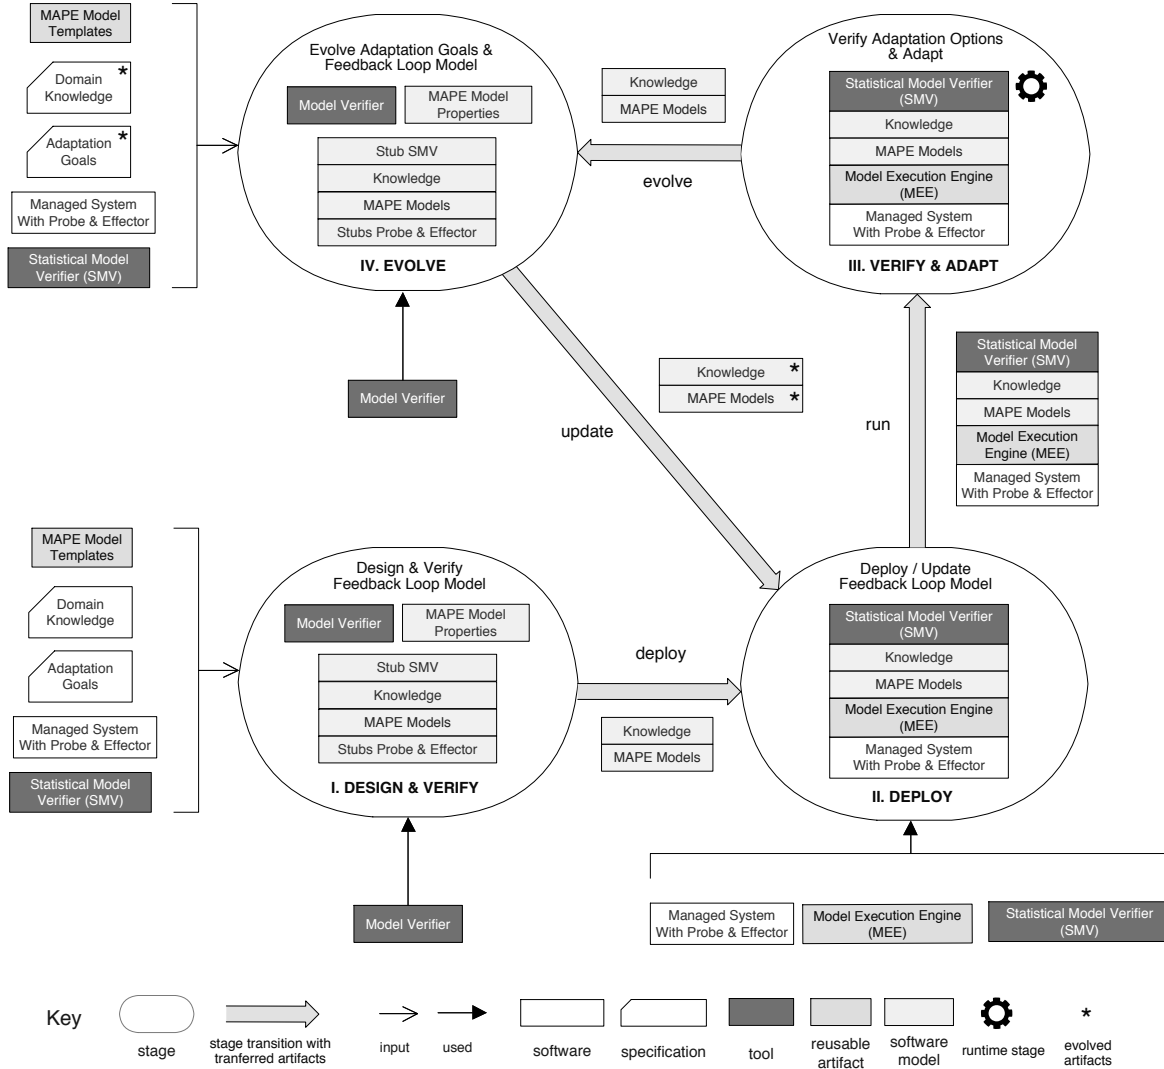 MAPE Model
Templates
Domain
Knowledge
*
Adaptation
Goals
*
Managed System
With Probe & Effector
Statistical Model
Verifier (SMV)
Evolve Adaptation Goals &
Feedback Loop Model
Model Verifier
MAPE Model
Properties
Stub SMV
Knowledge
MAPE Models
Stubs Probe & Effector
IV. EVOLVE
Model Verifier
Knowledge
MAPE Models
evolve
Verify Adaptation Options
& Adapt
Statistical Model Verifier
(SMV)
Knowledge
MAPE Models
Model Execution Engine
(MEE)
Managed System
With Probe & Effector
III. VERIFY & ADAPT
update
Knowledge
*
MAPE Models
*
run
Statistical Model
Verifier (SMV)
Knowledge
MAPE Models
Model Execution
Engine (MEE)
Managed System
With Probe & Effector
MAPE Model
Templates
Domain
Knowledge
Adaptation
Goals
Managed System
With Probe & Effector
Statistical Model
Verifier (SMV)
Design & Verify
Feedback Loop Model
Model Verifier
MAPE Model
Properties
Stub SMV
Knowledge
MAPE Models
Stubs Probe & Effector
I. DESIGN & VERIFY
Model Verifier
deploy
Knowledge
MAPE Models
Deploy / Update
Feedback Loop Model
Statistical Model Verifier
(SMV)
Knowledge
MAPE Models
Model Execution Engine
(MEE)
Managed System
With Probe & Effector
II. DEPLOY
Managed System
With Probe & Effector
Model Execution Engine
(MEE)
Statistical Model Verifier
(SMV)
Key
stage
stage transition with
tranferred artifacts
input
used
software
specification
tool
reusable
artifact
software
model
runtime stage
*
evolved
artifacts